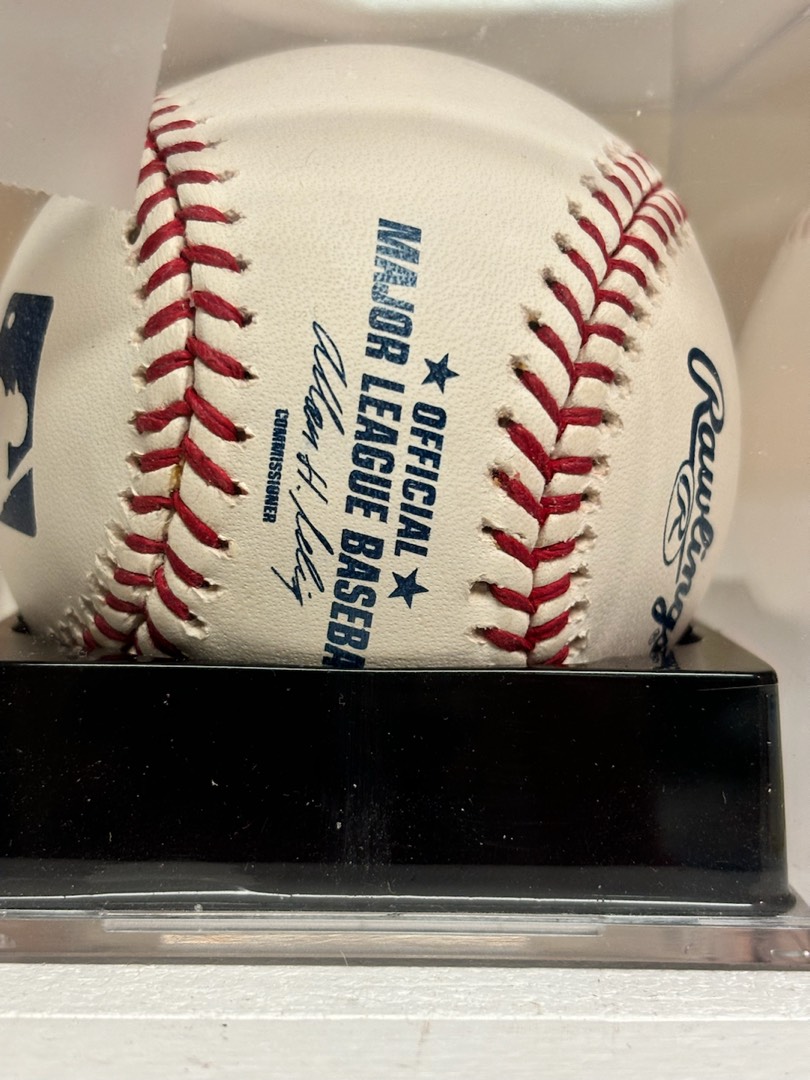 ★ OFFICIAL ★
MAJOR LEAGUE BASEBA
Allan H. Selig
COMMISSIONER
Rawlings
R